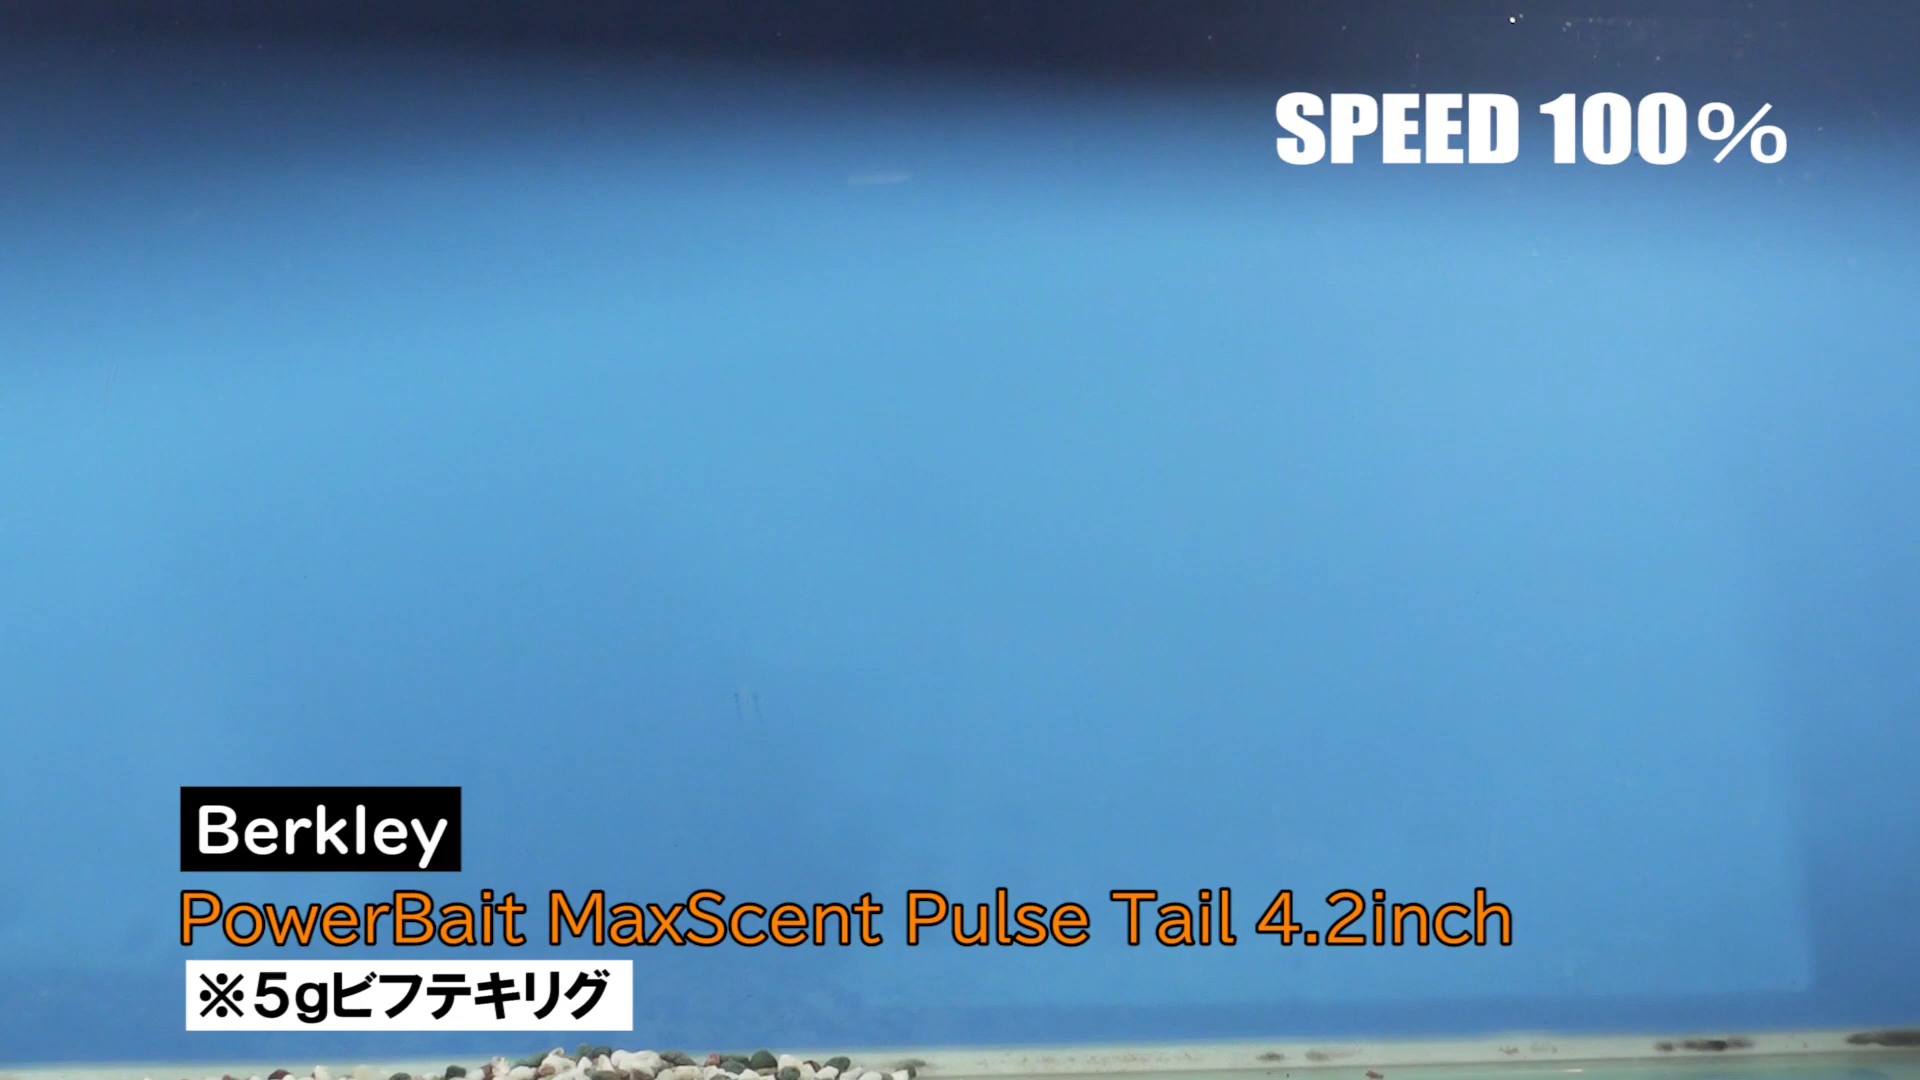 SPEED 100%
Berkley
PowerBait MaxScent Pulse Tail 4.2inch
※5gビフテキリグ